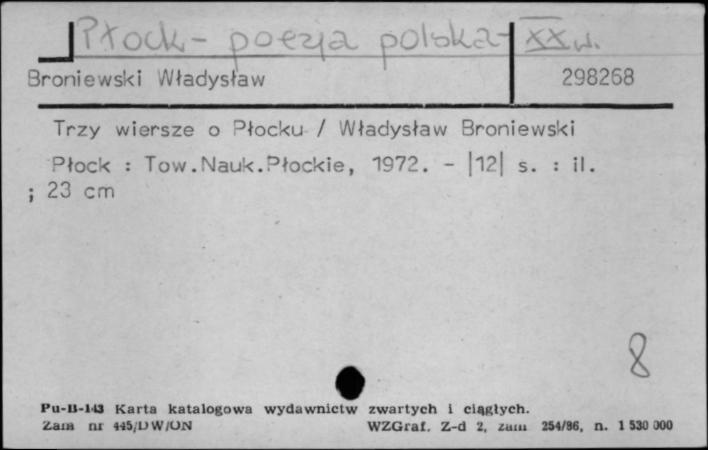 Płock - poezja polska - XX w.
Broniewski Władysław 298268
Trzy wiersze o Płocku / Władysław Broniewski
Płock : Tow.Nauk.Płockie, 1972. - |12| s. : il.
; 23 cm
8
Pu-B-143 Karta katalogowa wydawnictw zwartych i ciągłych.
Zam nr 445/DW/ON WZGraf. Z-d 2, zam 254/86, n. 1 530 000